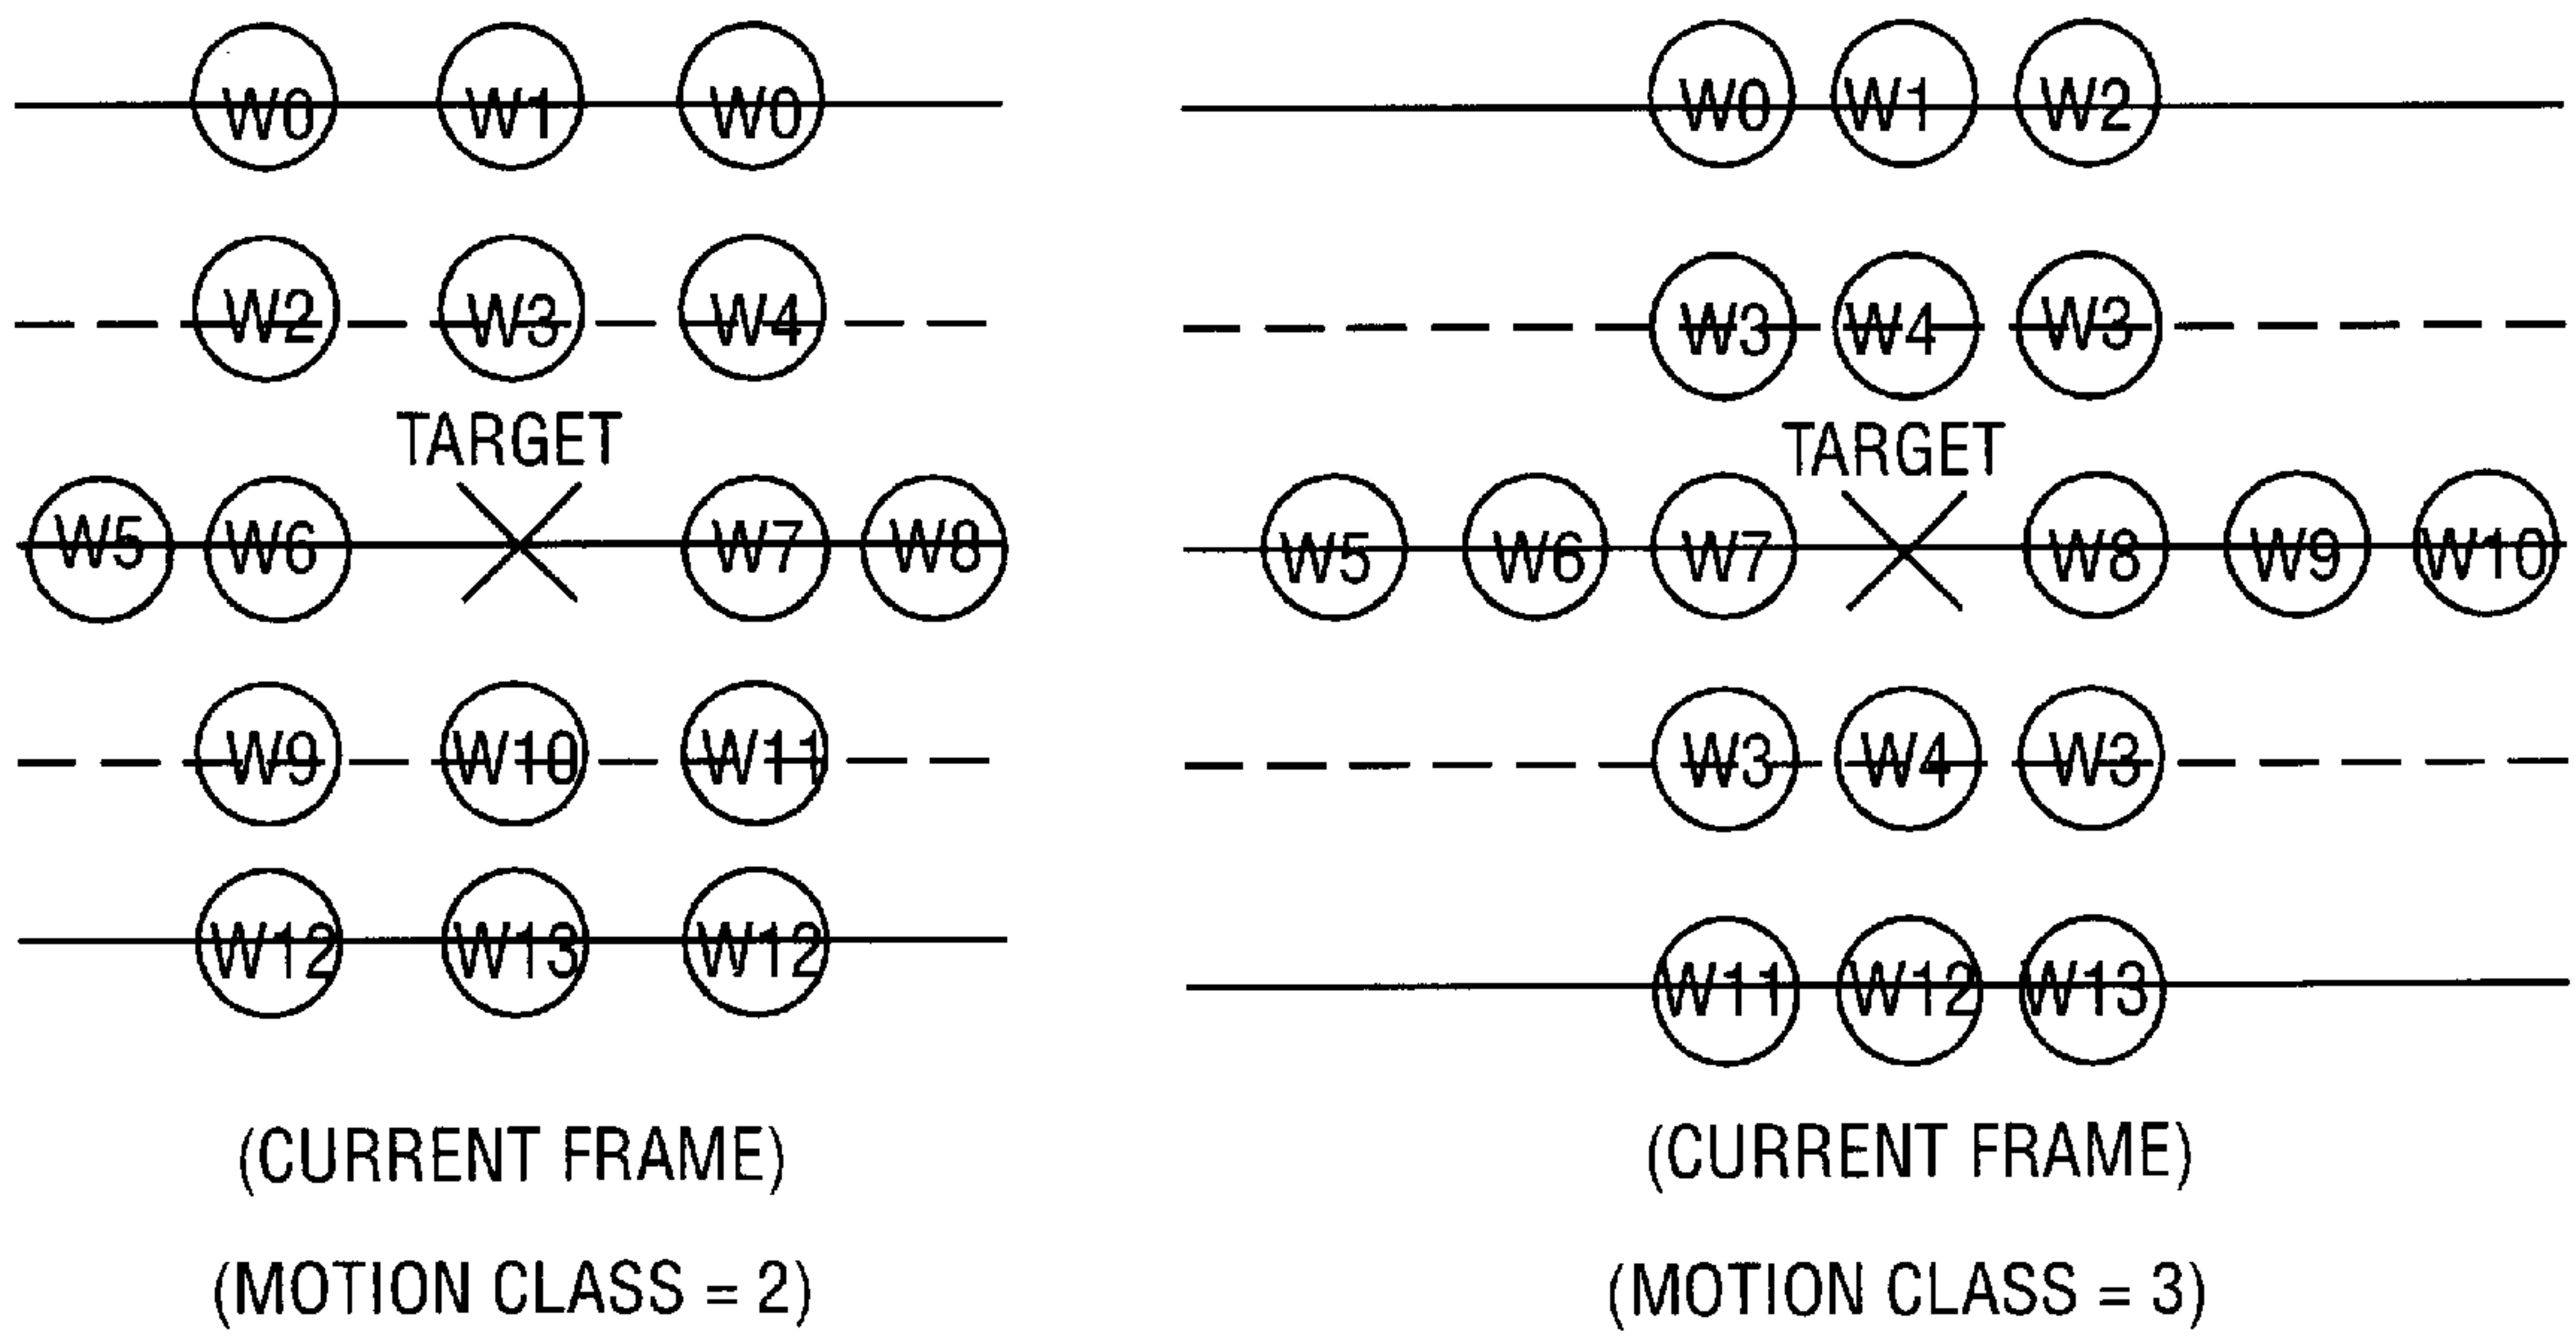 W0 W1 W0
W2 W3 W4
TARGET
W5 W6 W7 W8
W9 W10 W11
W12 W13 W12
(CURRENT FRAME)
(MOTION CLASS = 2)
W0 W1 W2
W3 W4 W3
TARGET
W5 W6 W7 W8 W9 W10
W3 W4 W3
W11 W12 W13
(CURRENT FRAME)
(MOTION CLASS = 3)